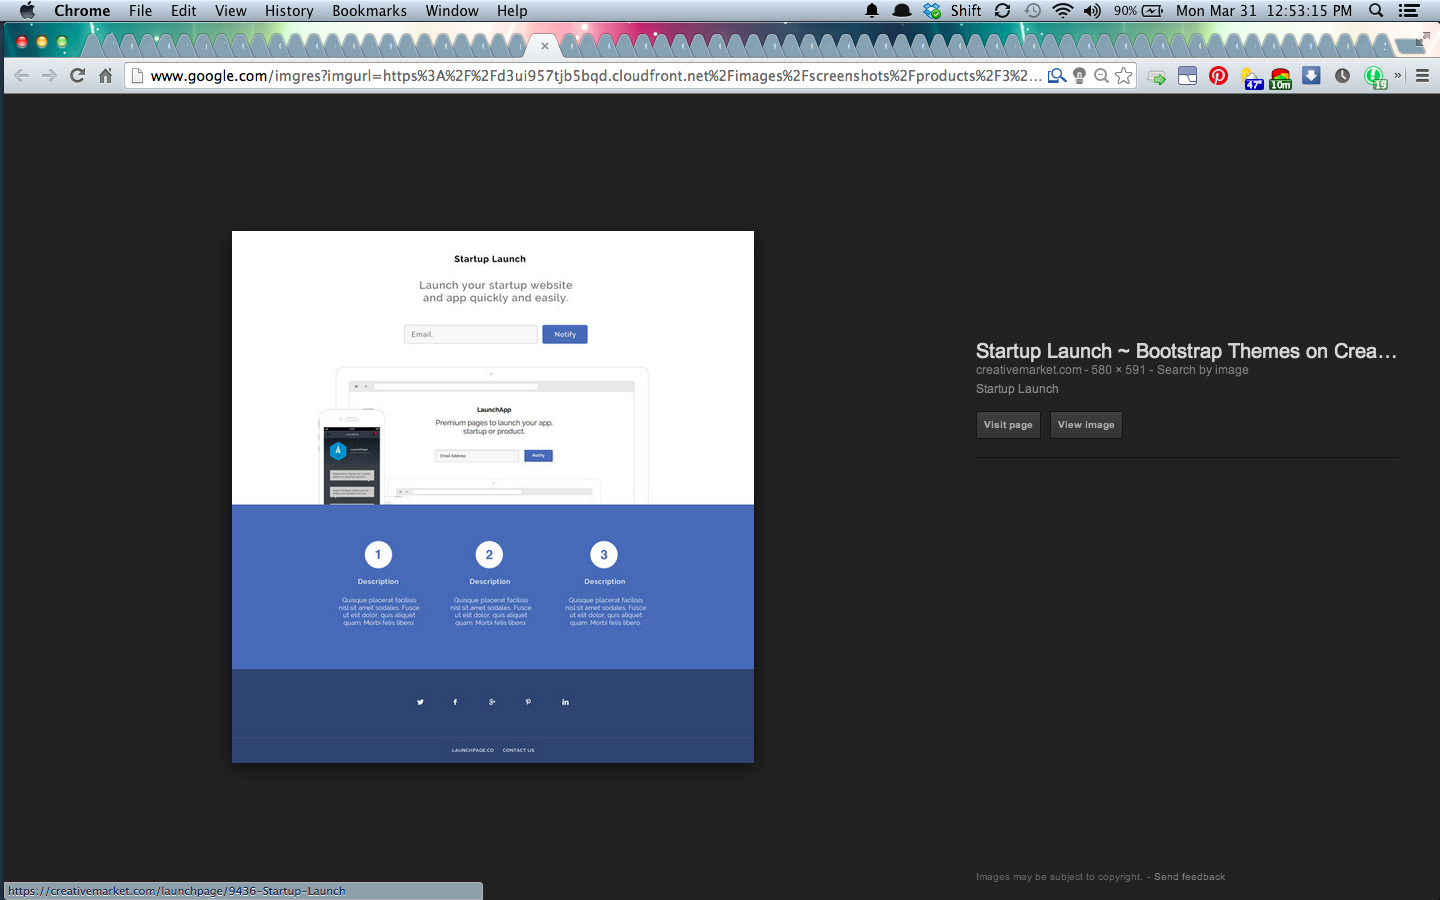 Chrome File Edit View History Bookmarks Window Help Shift 90% Mon Mar 31 12:53:15 PM
www.google.com/imgres?imgurl=https%3A%2F%2Fd3ui957tjb5bqd.cloudfront.net%2Fimages%2Fscreenshots%2Fproducts%2F3%2... 47° 10m 19 »
Startup Launch
Launch your startup website
and app quickly and easily.
Email. Notify
LaunchApp
Premium pages to launch your app,
startup or product.
Email Address Notify
LAUNCH
1 2 3
Description Description Description
Quisque placerat facilisis
nisl sit amet sodales. Fusce
ut elit dolor, quis aliquet
quam. Morbi felis libero.
Quisque placerat facilisis
nisl sit amet sodales. Fusce
ut elit dolor, quis aliquet
quam. Morbi felis libero.
Quisque placerat facilisis
nisl sit amet sodales. Fusce
ut elit dolor, quis aliquet
quam. Morbi felis libero.
LAUNCHPAGE.CO CONTACT US
Startup Launch ~ Bootstrap Themes on Crea...
creativemarket.com - 580 × 591 - Search by image
Startup Launch
Visit page View image
Images may be subject to copyright. - Send feedback
https://creativemarket.com/launchpage/9436-Startup-Launch